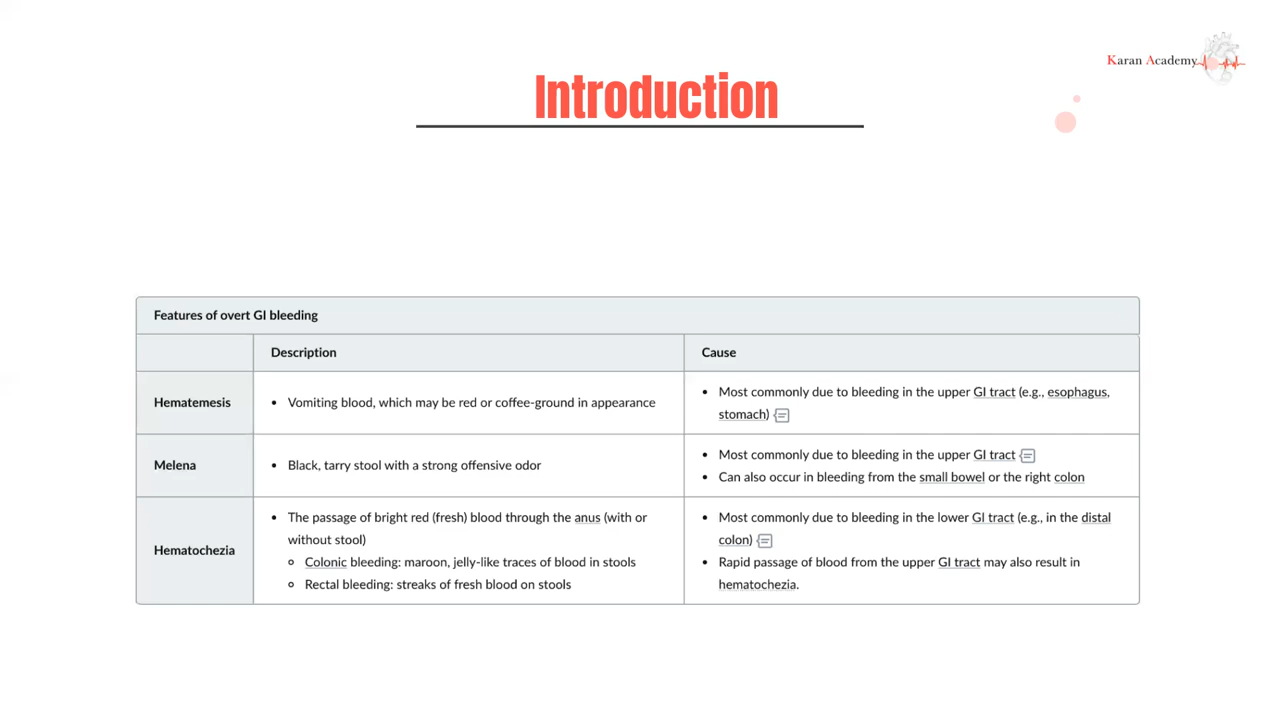 Karan Academy
Introduction
Features of overt GI bleeding
Description
Cause
Hematemesis
• Vomiting blood, which may be red or coffee-ground in appearance
• Most commonly due to bleeding in the upper GI tract (e.g., esophagus,
stomach)
Melena
• Black, tarry stool with a strong offensive odor
• Most commonly due to bleeding in the upper GI tract
• Can also occur in bleeding from the small bowel or the right colon
Hematochezia
• The passage of bright red (fresh) blood through the anus (with or
without stool)
Colonic bleeding: maroon, jelly-like traces of blood in stools
Rectal bleeding: streaks of fresh blood on stools
• Most commonly due to bleeding in the lower GI tract (e.g., in the distal
colon)
• Rapid passage of blood from the upper GI tract may also result in
hematochezia.